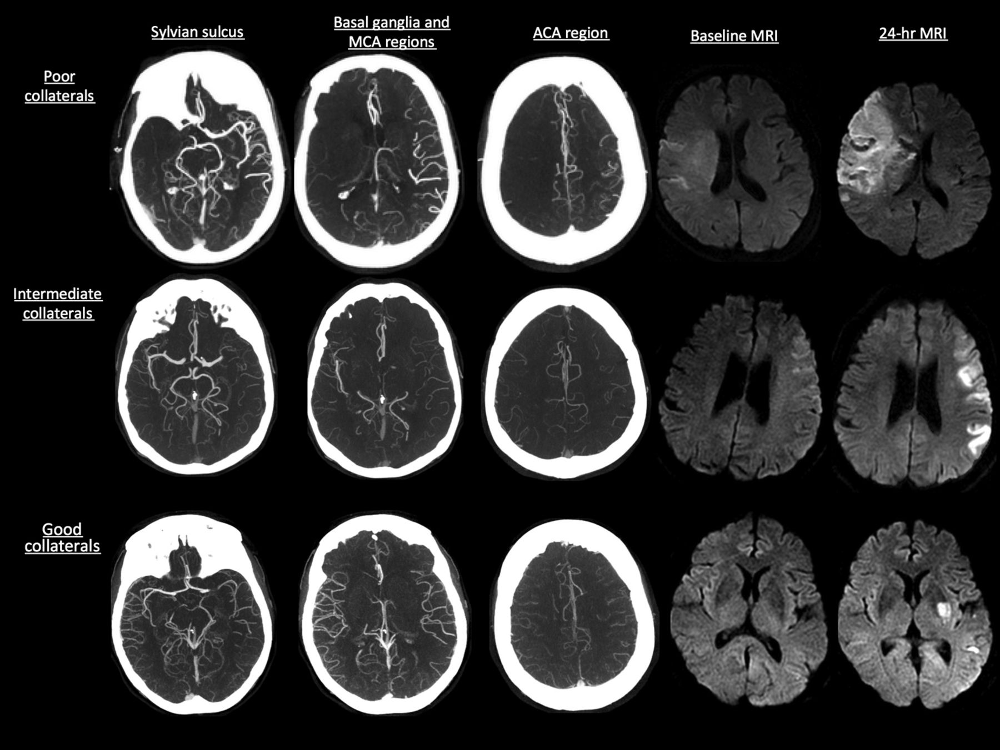 Sylvian sulcus
Basal ganglia and
MCA regions
ACA region
Baseline MRI
24-hr MRI
Poor
collaterals
Intermediate
collaterals
Good
collaterals